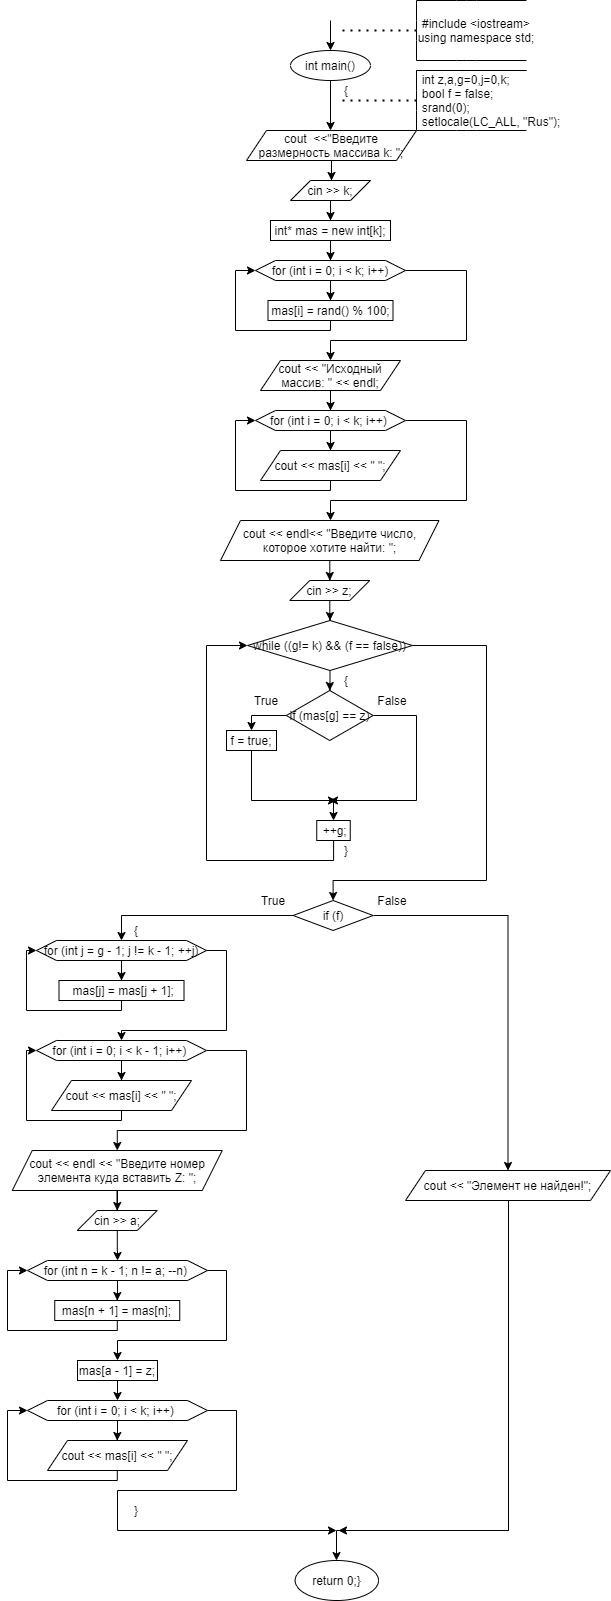 #include <iostream>
using namespace std;
int main()
{
int z,a,g=0,j=0,k;
bool f = false;
srand(0);
setlocale(LC_ALL, "Rus");
cout <<"Введите
размерность массива k: ";
cin >> k;
int* mas = new int[k];
for (int i = 0; i < k; i++)
mas[i] = rand() % 100;
cout << "Исходный
массив: " << endl;
for (int i = 0; i < k; i++)
cout << mas[i] << " ";
cout << endl<< "Введите число,
которое хотите найти: ";
cin >> z;
while ((g!= k) && (f == false))
{
True
False
if (mas[g] == z)
f = true;
++g;
}
True
False
if (f)
{
for (int j = g - 1; j != k - 1; ++j)
mas[j] = mas[j + 1];
for (int i = 0; i < k - 1; i++)
cout << mas[i] << " ";
cout << endl << "Введите номер
элемента куда вставить Z: ";
cout << "Элемент не найден!";
cin >> a;
for (int n = k - 1; n != a; --n)
mas[n + 1] = mas[n];
mas[a - 1] = z;
for (int i = 0; i < k; i++)
cout << mas[i] << " ";
}
return 0;}